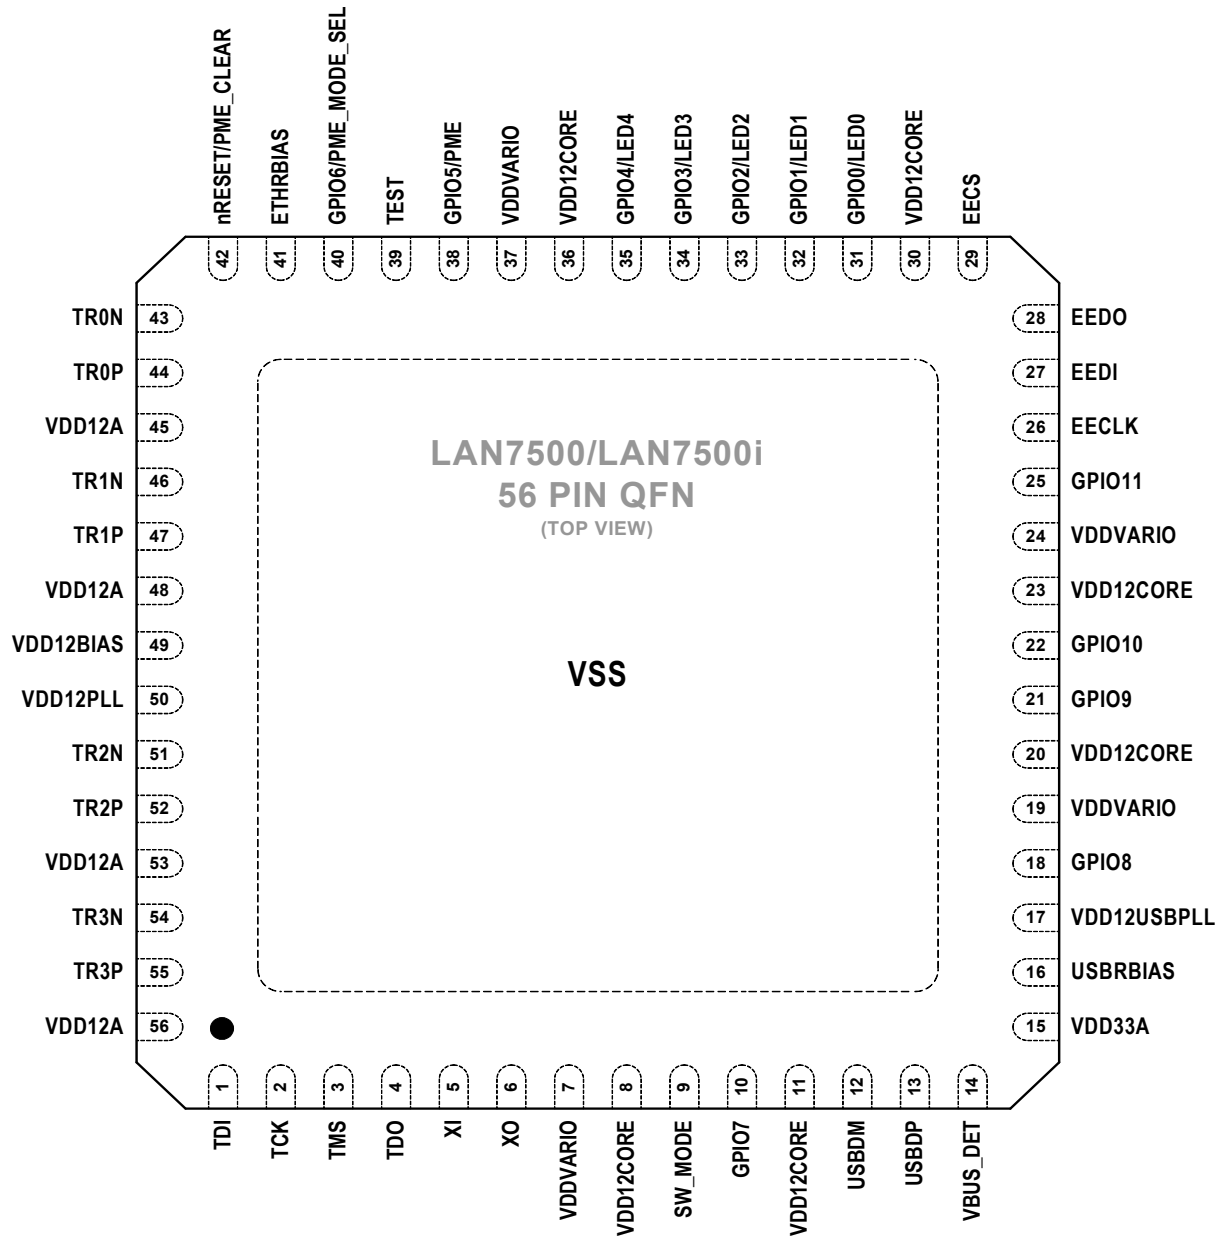 nRESET/PME_CLEAR
ETHRBIAS
GPIO6/PME_MODE_SEL
TEST
GPIO5/PME
VDDVARIO
VDD12CORE
GPIO4/LED4
GPIO3/LED3
GPIO2/LED2
GPIO1/LED1
GPIO0/LED0
VDD12CORE
EECS
42
41
40
39
38
37
36
35
34
33
32
31
30
29
TR0N 43
TR0P 44
VDD12A 45
TR1N 46
TR1P 47
VDD12A 48
VDD12BIAS 49
VDD12PLL 50
TR2N 51
TR2P 52
VDD12A 53
TR3N 54
TR3P 55
VDD12A 56
LAN7500/LAN7500i
56 PIN QFN
(TOP VIEW)
VSS
28 EEDO
27 EEDI
26 EECLK
25 GPIO11
24 VDDVARIO
23 VDD12CORE
22 GPIO10
21 GPIO9
20 VDD12CORE
19 VDDVARIO
18 GPIO8
17 VDD12USBPLL
16 USBRBIAS
15 VDD33A
1
2
3
4
5
6
7
8
9
10
11
12
13
14
TDI
TCK
TMS
TDO
XI
XO
VDDVARIO
VDD12CORE
SW_MODE
GPIO7
VDD12CORE
USBDM
USBDP
VBUS_DET